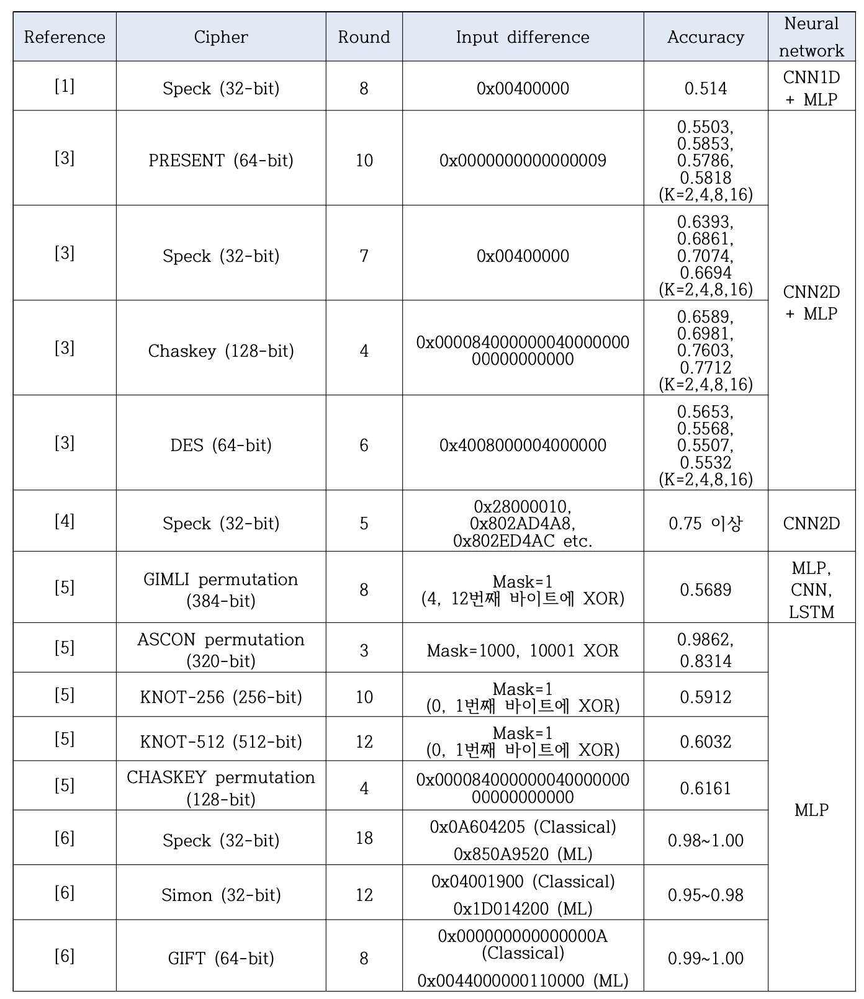 Reference Cipher Round Input difference Accuracy Neural network
[1] Speck (32-bit) 8 0x00400000 0.514 CNN1D
+ MLP
[3] PRESENT (64-bit) 10 0x0000000000000009 0.5503,
0.5853,
0.5786,
0.5818
(K=2,4,8,16)
CNN2D
+ MLP
[3] Speck (32-bit) 7 0x00400000 0.6393,
0.6861,
0.7074,
0.6694
(K=2,4,8,16)
[3] Chaskey (128-bit) 4 0x000084000000040000000
00000000000
0.6589,
0.6981,
0.7603,
0.7712
(K=2,4,8,16)
[3] DES (64-bit) 6 0x4008000004000000 0.5653,
0.5568,
0.5507,
0.5532
(K=2,4,8,16)
[4] Speck (32-bit) 5 0x28000010,
0x802AD4A8,
0x802ED4AC etc.
0.75 이상 CNN2D
[5] GIMLI permutation
(384-bit)
8 Mask=1
(4, 12번째 바이트에 XOR)
0.5689 MLP,
CNN,
LSTM
[5] ASCON permutation
(320-bit)
3 Mask=1000, 10001 XOR 0.9862,
0.8314
MLP
[5] KNOT-256 (256-bit) 10 Mask=1
(0, 1번째 바이트에 XOR)
0.5912
[5] KNOT-512 (512-bit) 12 Mask=1
(0, 1번째 바이트에 XOR)
0.6032
[5] CHASKEY permutation
(128-bit)
4 0x000084000000040000000
00000000000
0.6161
[6] Speck (32-bit) 18 0x0A604205 (Classical)
0x850A9520 (ML)
0.98~1.00
[6] Simon (32-bit) 12 0x04001900 (Classical)
0x1D014200 (ML)
0.95~0.98
[6] GIFT (64-bit) 8 0x000000000000000A
(Classical)
0x0044000000110000 (ML)
0.99~1.00